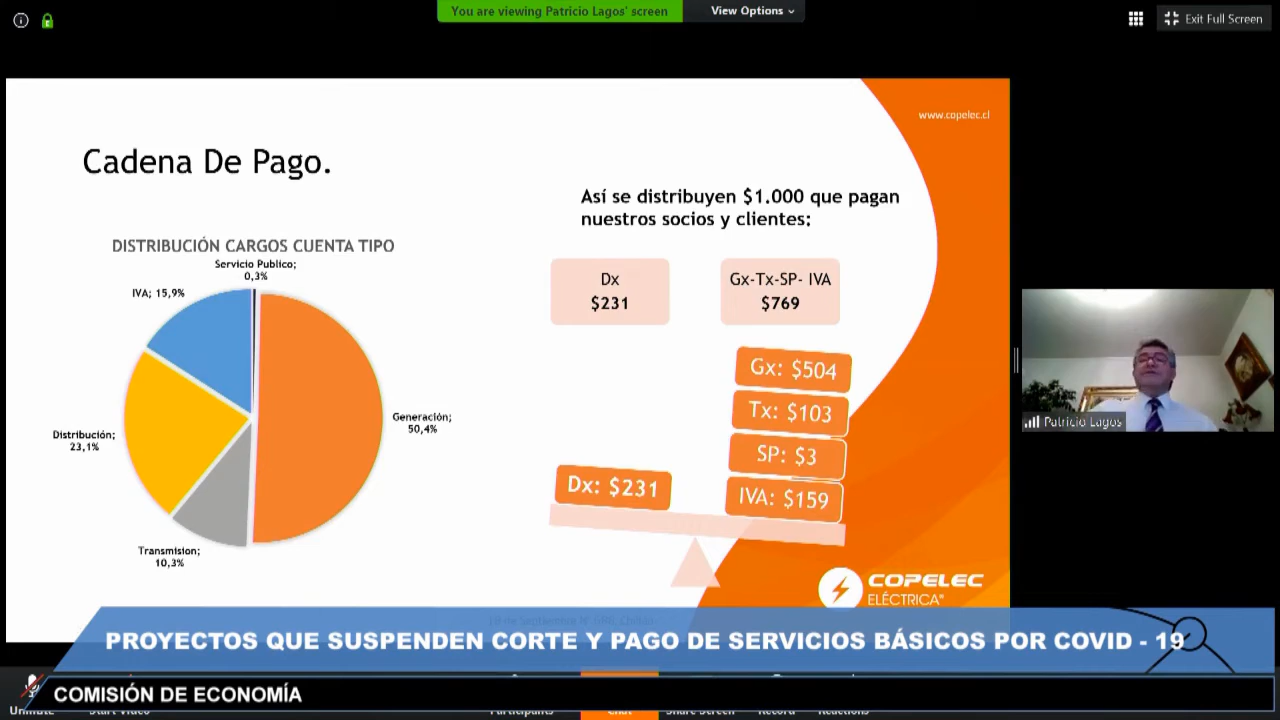 You are viewing Patricio Lagos' screen
View Options
Exit Full Screen
www.copelec.cl
Cadena De Pago.
Así se distribuyen $1.000 que pagan
nuestros socios y clientes:
DISTRIBUCIÓN CARGOS CUENTA TIPO
Servicio Publico;
0,3%
IVA; 15,9%
Generación;
50,4%
Distribución;
23,1%
Transmision;
10,3%
Dx
$231
Gx-Tx-SP- IVA
$769
Gx: $504
Tx: $103
SP: $3
IVA: $159
Dx: $231
Patricio Lagos
COPELEC
ELÉCTRICA
PROYECTOS QUE SUSPENDEN CORTE Y PAGO DE SERVICIOS BÁSICOS POR COVID - 19
COMISIÓN DE ECONOMÍA
Unmute
Start Video
Participants
Chat
Share Screen
Record
Reactions